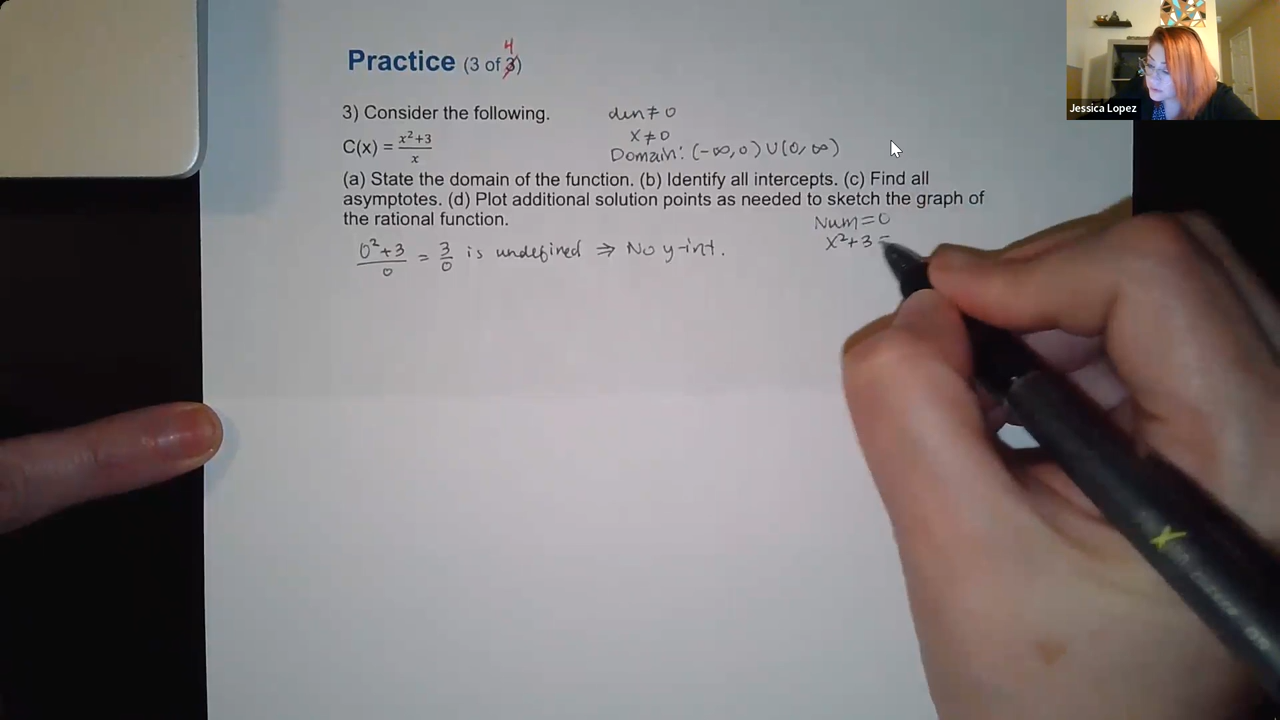 Practice (3 of 3) 4
3) Consider the following.
den ≠ 0
x ≠ 0
C(x) = x²+3/x
Domain: (-∞, 0) ∪ (0, ∞)
(a) State the domain of the function. (b) Identify all intercepts. (c) Find all
asymptotes. (d) Plot additional solution points as needed to sketch the graph of
the rational function.
Num = 0
x²+3 =
0²+3/0 = 3/0 is undefined ⇒ No y-int.
Jessica Lopez